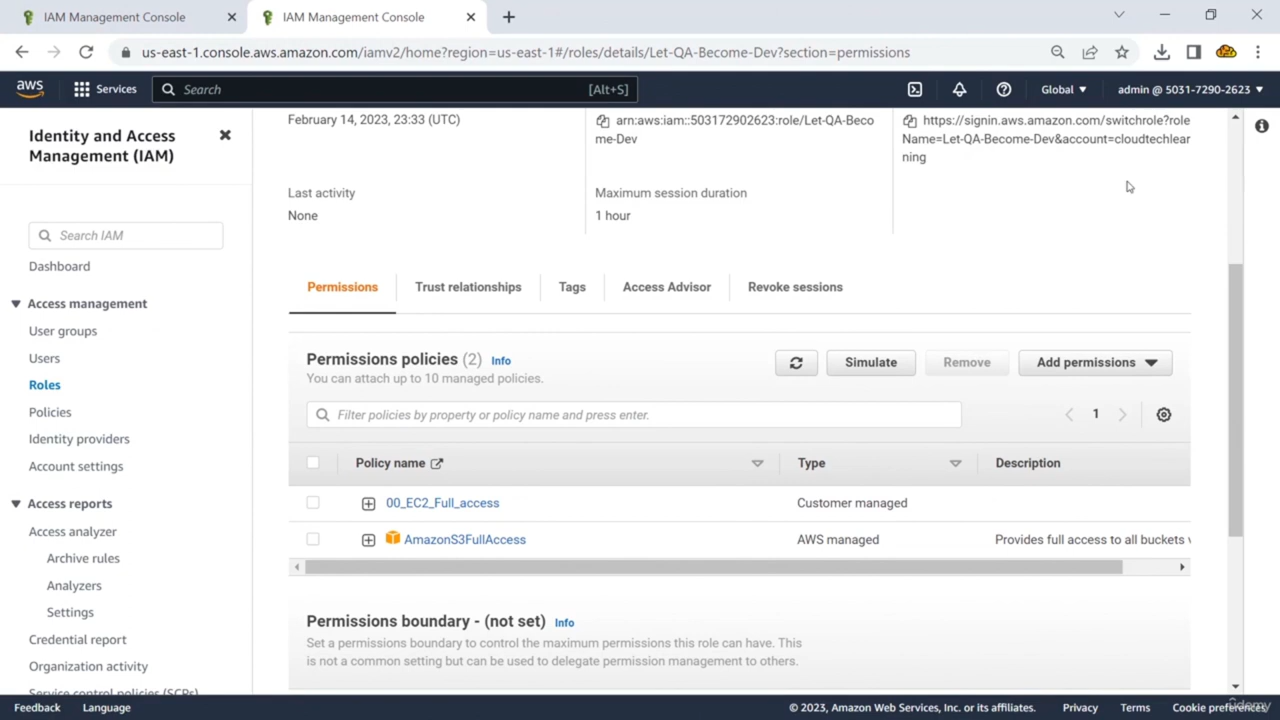 IAM Management Console
IAM Management Console
us-east-1.console.aws.amazon.com/iamv2/home?region=us-east-1#/roles/details/Let-QA-Become-Dev?section=permissions
aws
Services
Search
[Alt+S]
Global
admin @ 5031-7290-2623
Identity and Access
Management (IAM)
Search IAM
Dashboard
Access management
User groups
Users
Roles
Policies
Identity providers
Account settings
Access reports
Access analyzer
Archive rules
Analyzers
Settings
Credential report
Organization activity
Service control policies (SCPs)
February 14, 2023, 23:33 (UTC)
arn:aws:iam::503172902623:role/Let-QA-Beco
me-Dev
https://signin.aws.amazon.com/switchrole?role
Name=Let-QA-Become-Dev&account=cloudtechlear
ning
Last activity
None
Maximum session duration
1 hour
Permissions
Trust relationships
Tags
Access Advisor
Revoke sessions
Permissions policies (2) Info
You can attach up to 10 managed policies.
Simulate
Remove
Add permissions
Filter policies by property or policy name and press enter.
1
Policy name
Type
Description
00_EC2_Full_access
Customer managed
AmazonS3FullAccess
AWS managed
Provides full access to all buckets v
Permissions boundary - (not set) Info
Set a permissions boundary to control the maximum permissions this role can have. This
is not a common setting but can be used to delegate permission management to others.
Feedback
Language
© 2023, Amazon Web Services, Inc. or its affiliates.
Privacy
Terms
Cookie preferences
udemy